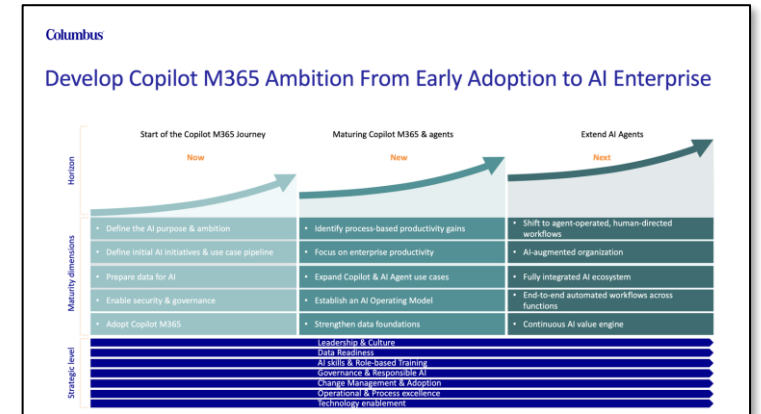 Columbus
Develop Copilot M365 Ambition From Early Adoption to AI Enterprise
Start of the Copilot M365 Journey
Maturing Copilot M365 & agents
Extend AI Agents
Now
New
Next
Horizon
Maturity dimensions
• Define the AI purpose & ambition
• Define initial AI initiatives & use case pipeline
• Prepare data for AI
• Enable security & governance
• Adopt Copilot M365
• Identify process-based productivity gains
• Focus on enterprise productivity
• Expand Copilot & AI Agent use cases
• Establish an AI Operating Model
• Strengthen data foundations
• Shift to agent-operated, human-directed
workflows
• AI-augmented organization
• Fully integrated AI ecosystem
• End-to-end automated workflows across
functions
• Continuous AI value engine
Strategic level
Leadership & Culture
Data Readiness
AI skills & Role-based Training
Governance & Responsible AI
Change Management & Adoption
Operational & Process excellence
Technology enablement